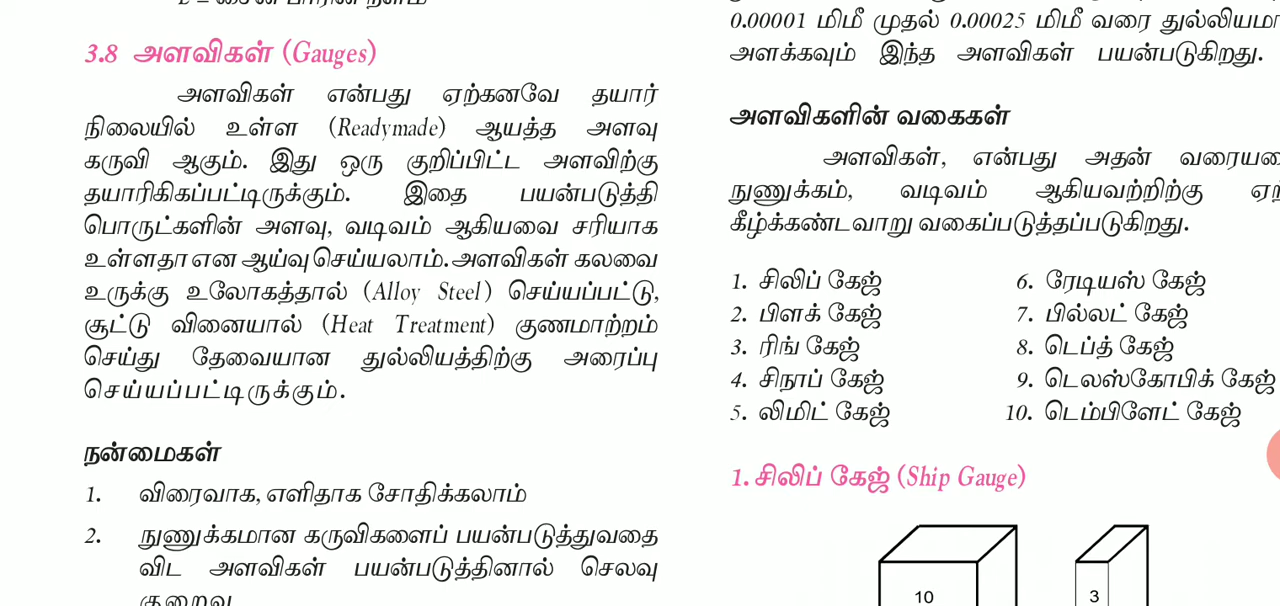 3.8 அளவிகள் (Gauges)
அளவிகள் என்பது ஏற்கனவே தயார்
நிலையில் உள்ள (Readymade) ஆயத்த அளவு
கருவி ஆகும். இது ஒரு குறிப்பிட்ட அளவிற்கு
தயாரிகிகப்பட்டிருக்கும். இதை பயன்படுத்தி
பொருட்களின் அளவு, வடிவம் ஆகியவை சரியாக
உள்ளதா என ஆய்வு செய்யலாம். அளவிகள் கலவை
உருக்கு உலோகத்தால் (Alloy Steel) செய்யப்பட்டு,
சூட்டு வினையால் (Heat Treatment) குணமாற்றம்
செய்து தேவையான துல்லியத்திற்கு அரைப்பு
செய்யப்பட்டிருக்கும்.
நன்மைகள்
1. விரைவாக, எளிதாக சோதிக்கலாம்
2. நுணுக்கமான கருவிகளைப் பயன்படுத்துவதை
விட அளவிகள் பயன்படுத்தினால் செலவு
0.00001 மிமீ முதல் 0.00025 மிமீ வரை
அளக்கவும் இந்த அளவிகள் பயன்படுகிறது.
அளவிகளின் வகைகள்
அளவிகள், என்பது அதன்
நுணுக்கம், வடிவம் ஆகியவற்றிற்கு
கீழ்க்கண்டவாறு வகைப்படுத்தப்படுகிறது.
1. சிலிப் கேஜ்
2. பிளக் கேஜ்
3. ரிங் கேஜ்
4. சிநாப் கேஜ்
5. லிமிட் கேஜ்
6. ரேடியஸ் கேஜ்
7. பில்லட் கேஜ்
8. டெப்த் கேஜ்
9. டெலஸ்கோபிக் கேஜ்
10. டெம்பிளேட் கேஜ்
1. சிலிப் கேஜ் (Ship Gauge)
10
3